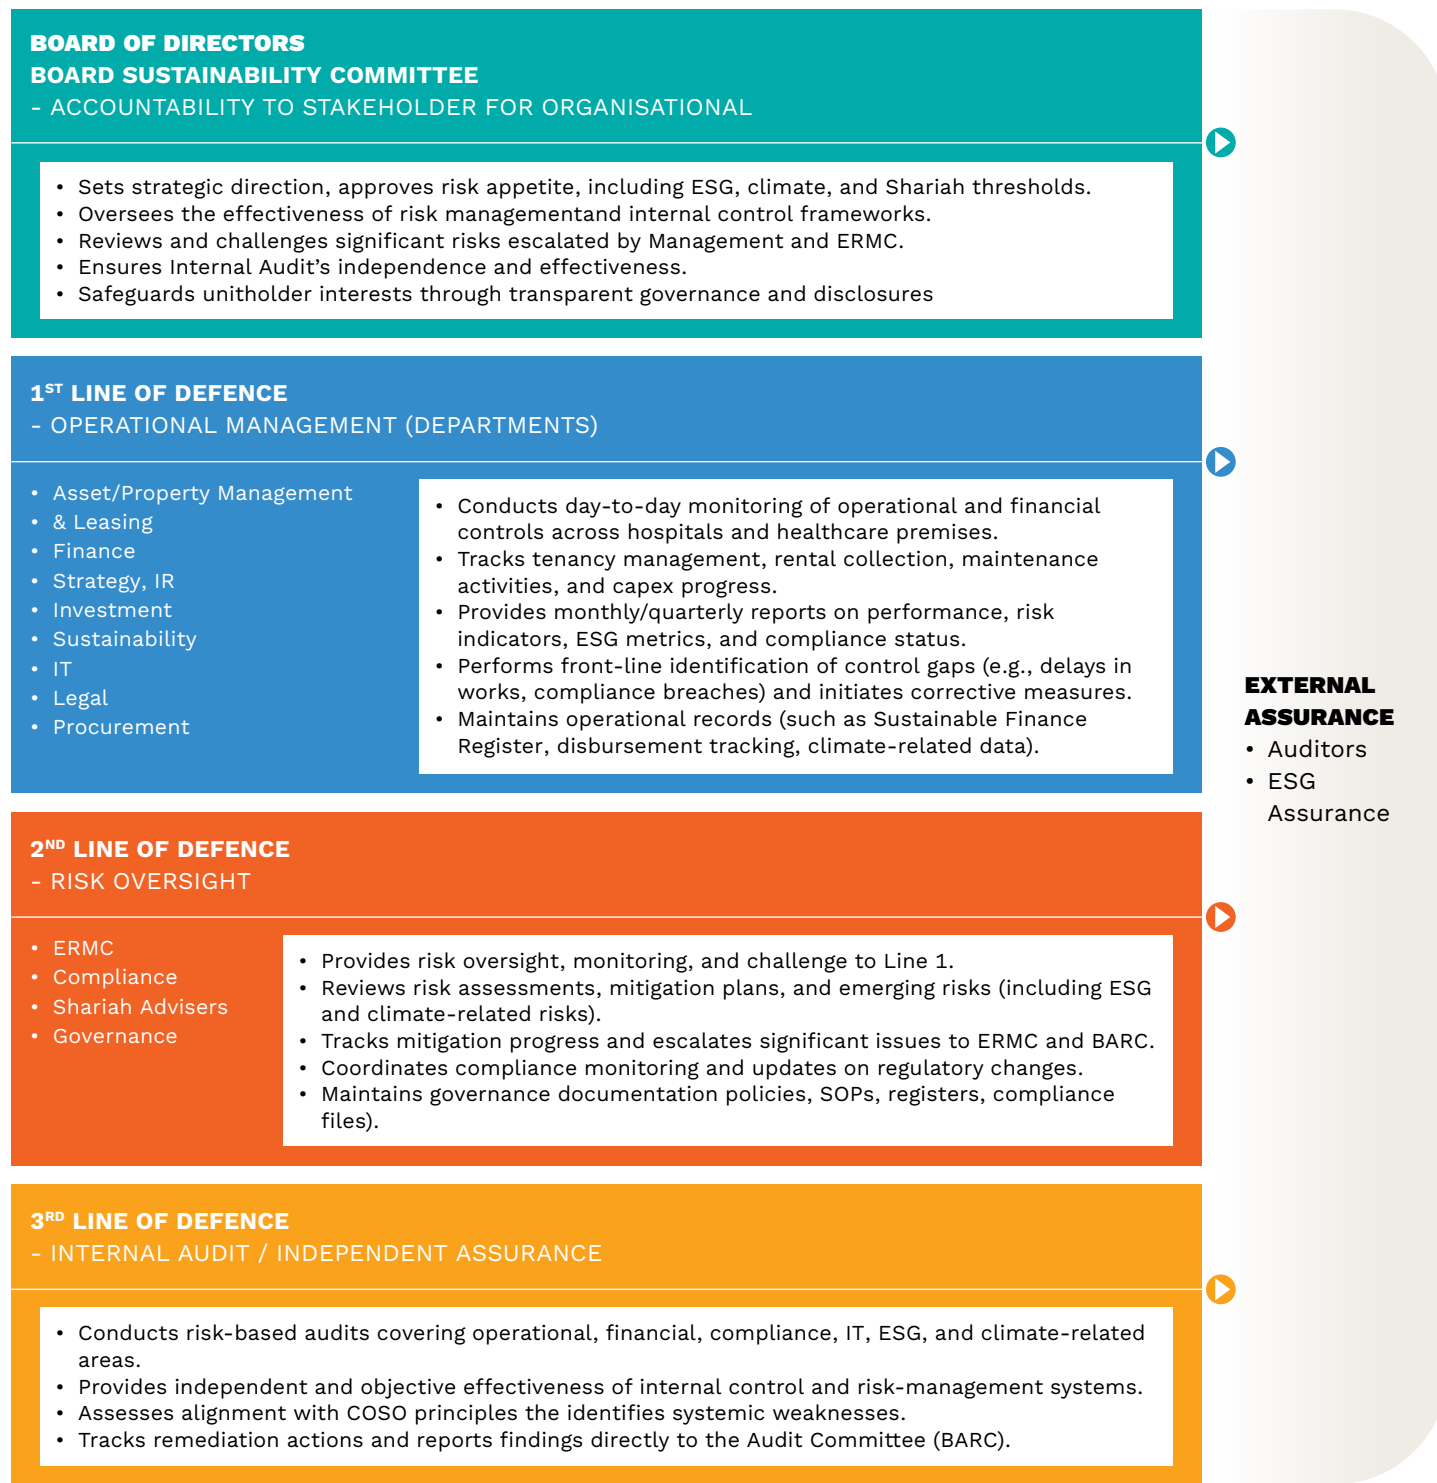 BOARD OF DIRECTORS
BOARD SUSTAINABILITY COMMITTEE
- ACCOUNTABILITY TO STAKEHOLDER FOR ORGANISATIONAL
• Sets strategic direction, approves risk appetite, including ESG, climate, and Shariah thresholds.
• Oversees the effectiveness of risk managementand internal control frameworks.
• Reviews and challenges significant risks escalated by Management and ERMC.
• Ensures Internal Audit's independence and effectiveness.
• Safeguards unitholder interests through transparent governance and disclosures
1ST LINE OF DEFENCE
- OPERATIONAL MANAGEMENT (DEPARTMENTS)
• Asset/Property Management
• & Leasing
• Finance
• Strategy, IR
• Investment
• Sustainability
• IT
• Legal
• Procurement
• Conducts day-to-day monitoring of operational and financial
controls across hospitals and healthcare premises.
• Tracks tenancy management, rental collection, maintenance
activities, and capex progress.
• Provides monthly/quarterly reports on performance, risk
indicators, ESG metrics, and compliance status.
• Performs front-line identification of control gaps (e.g., delays in
works, compliance breaches) and initiates corrective measures.
• Maintains operational records (such as Sustainable Finance
Register, disbursement tracking, climate-related data).
2ND LINE OF DEFENCE
- RISK OVERSIGHT
• ERMC
• Compliance
• Shariah Advisers
• Governance
• Provides risk oversight, monitoring, and challenge to Line 1.
• Reviews risk assessments, mitigation plans, and emerging risks (including ESG
and climate-related risks).
• Tracks mitigation progress and escalates significant issues to ERMC and BARC.
• Coordinates compliance monitoring and updates on regulatory changes.
• Maintains governance documentation policies, SOPs, registers, compliance
files).
3RD LINE OF DEFENCE
- INTERNAL AUDIT / INDEPENDENT ASSURANCE
• Conducts risk-based audits covering operational, financial, compliance, IT, ESG, and climate-related
areas.
• Provides independent and objective effectiveness of internal control and risk-management systems.
• Assesses alignment with COSO principles the identifies systemic weaknesses.
• Tracks remediation actions and reports findings directly to the Audit Committee (BARC).
EXTERNAL
ASSURANCE
• Auditors
• ESG
Assurance